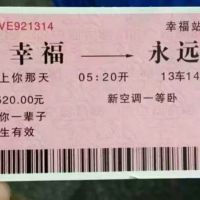 VE921314 幸福站
幸福 → 永远
上你那天 05:20开 13车14
520.00元 新空调一等卧
你一辈子
生有效